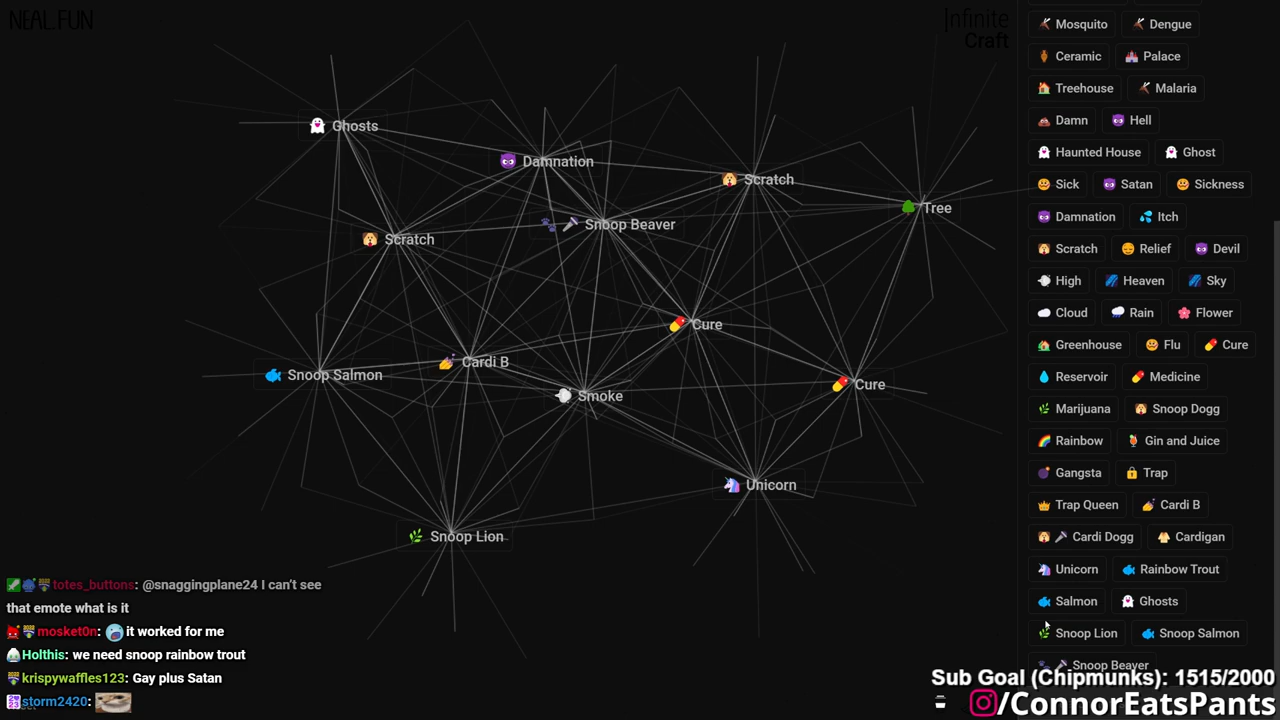 NEAL.FUN
Infinite
Craft
Ghosts
Damnation
Scratch
Tree
Snoop Beaver
Scratch
Cure
Cardi B
Snoop Salmon
Smoke
Cure
Unicorn
Snoop Lion
Mosquito Dengue
Ceramic Palace
Treehouse Malaria
Damn Hell
Haunted House Ghost
Sick Satan Sickness
Damnation Itch
Scratch Relief Devil
High Heaven Sky
Cloud Rain Flower
Greenhouse Flu Cure
Reservoir Medicine
Marijuana Snoop Dogg
Rainbow Gin and Juice
Gangsta Trap
Trap Queen Cardi B
Cardi Dogg Cardigan
Unicorn Rainbow Trout
Salmon Ghosts
Snoop Lion Snoop Salmon
Snoop Beaver
totes_buttons: @snaggingplane24 I can't see
that emote what is it
mosket0n: it worked for me
Holthis: we need snoop rainbow trout
krispywaffles123: Gay plus Satan
storm2420:
Sub Goal (Chipmunks): 1515/2000
/ConnorEatsPants